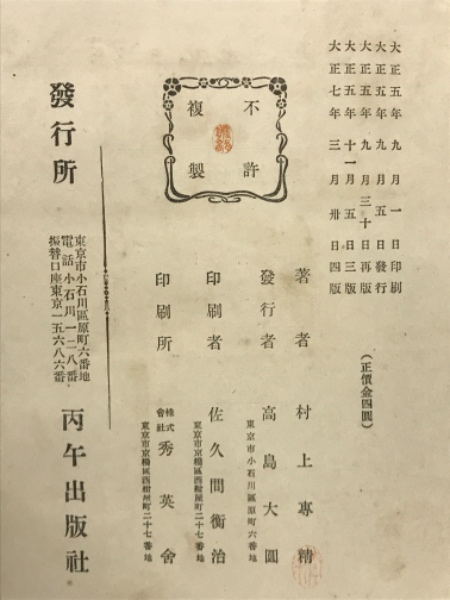 大正五年九月一日印刷
大正五年九月五日發行
大正五年九月三十日再版
大正五年十一月五日三版
大正七年三月卅日四版
(正價金四圓)
不許
複製
著者 村上專精
發行者 高島大圓
東京市小石川區原町六番地
印刷者 佐久間衡治
東京市京橋區西紺屋町二十七番地
印刷所 株式會社 秀英舍
東京市京橋區西紺屋町二十七番地
發行所 丙午出版社
東京市小石川區原町六番地
電話小石川一二八番
振替口座東京一五六八六番